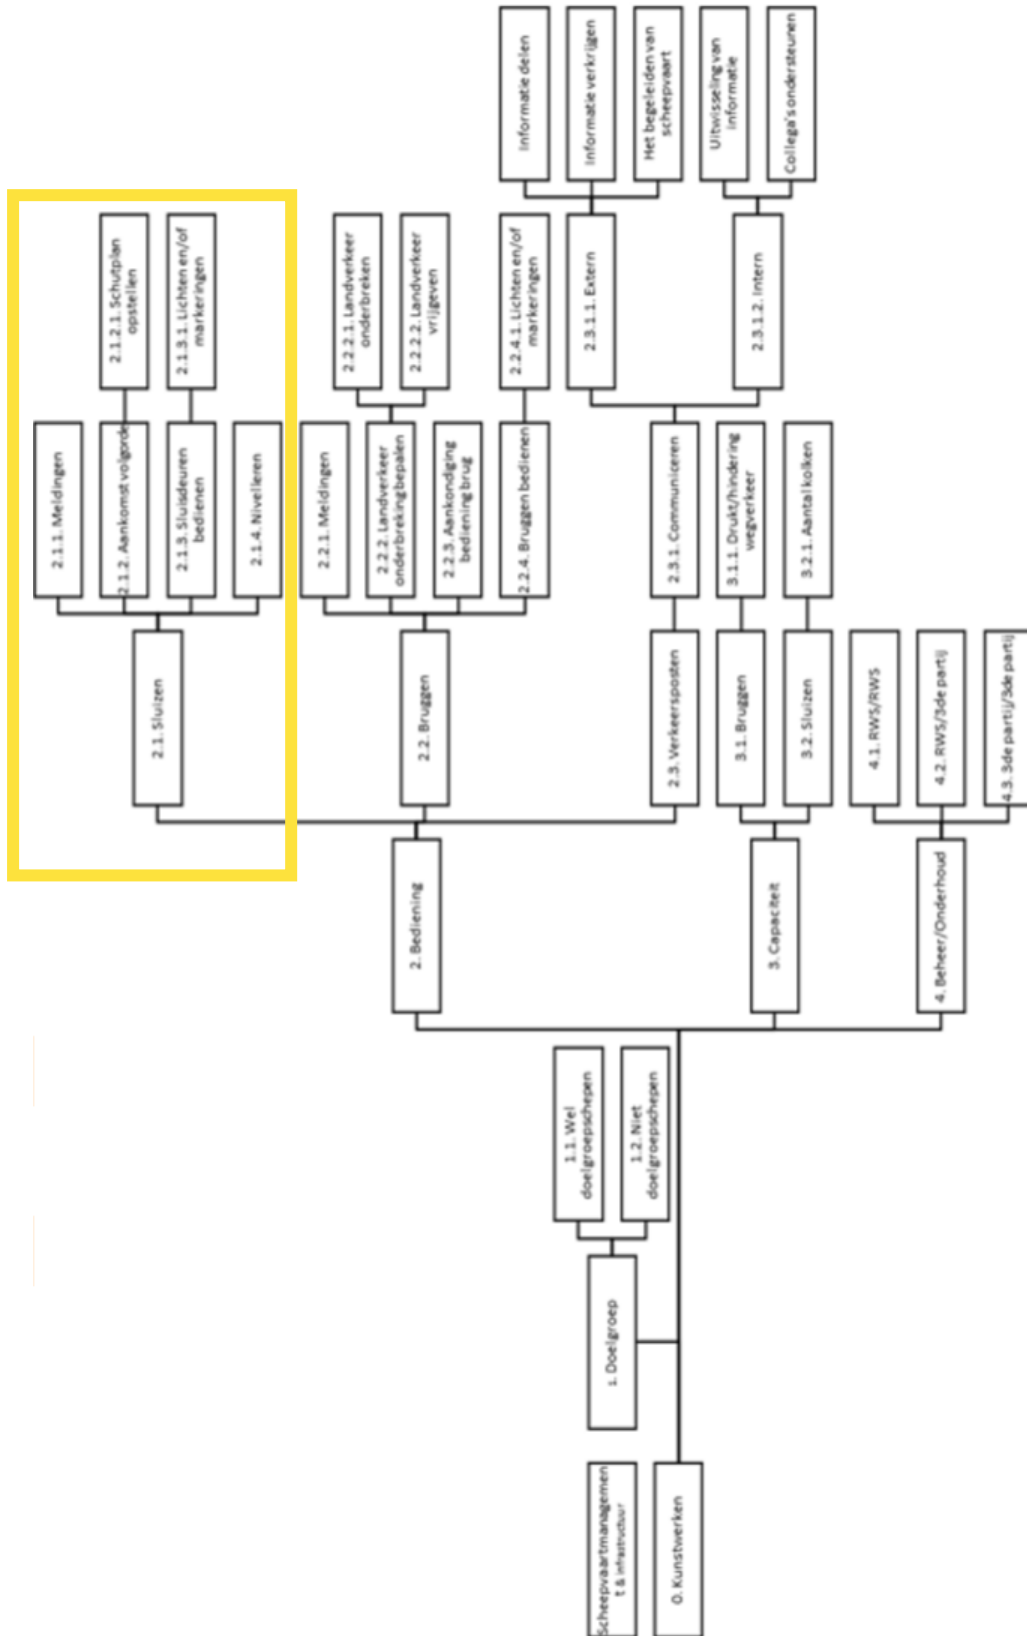 Scheepvaartmanagemen
t & Infrastructuur
0. Kunstwerken
1. Doelgroep
1.1. Wel
doelgroepschepen
1.2. Niet
doelgroepschepen
2. Bediening
2.1. Sluizen
2.1.1. Meldingen
2.1.2. Aankomst volgorde
2.1.2.1. Schutplan
opstellen
2.1.3. Sluisdeuren
bedienen
2.1.3.1. Lichten en/of
markeringen
2.1.4. Nivelleren
2.2. Bruggen
2.2.1. Meldingen
2.2.2. Landverkeer
onderbreking bepalen
2.2.2.1. Landverkeer
onderbreken
2.2.2.2. Landverkeer
vrijgeven
2.2.3. Aankondiging
bediening brug
2.2.4. Bruggen bedienen
2.2.4.1. Lichten en/of
markeringen
2.3. Verkeersposten
2.3.1. Communiceren
2.3.1.1. Extern
Informatie delen
Informatie verkrijgen
Het begeleiden van
scheepvaart
2.3.1.2. Intern
Uitwisseling van
informatie
Collega's ondersteunen
3. Capaciteit
3.1. Bruggen
3.1.1. Drukt/hindering
wegverkeer
3.2. Sluizen
3.2.1. Aantal kolken
4. Beheer/Onderhoud
4.1. RWS/RWS
4.2. RWS/3de partij
4.3. 3de partij/3de partij